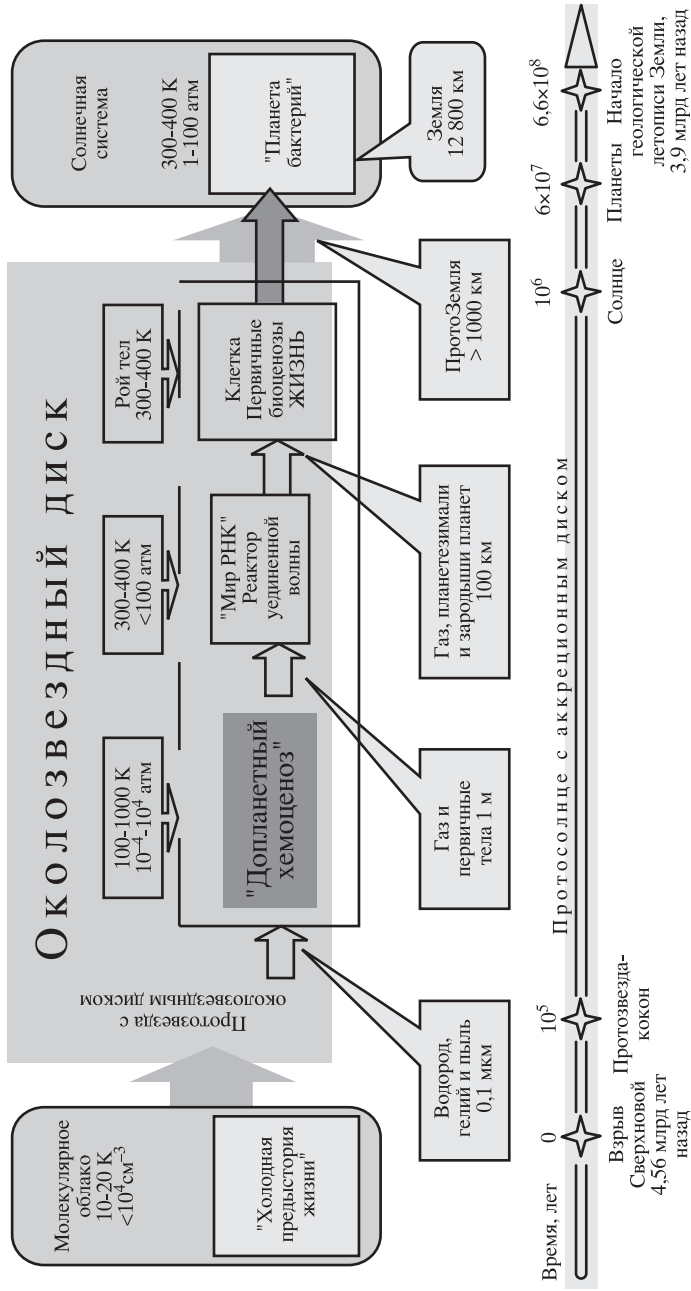 Околозвездный диск
Молекулярное
облако
10-20 K
<10⁴см⁻³
"Холодная
предыстория
жизни"
Протозвезда с
околозвездным диском
100-1000 K
10⁻⁴-10⁴ атм
300-400 K
<100 атм
Рой тел
300-400 K
"Допланетный
хемоценоз"
"Мир РНК"
Реактор
уединенной
волны
Клетка
Первичные
биоценозы
ЖИЗНЬ
Солнечная
система
300-400 K
1-100 атм
"Планета
бактерий"
Водород,
гелий и пыль
0,1 мкм
Газ и
первичные
тела 1 м
Газ, планетезимали
и зародыши планет
100 км
ПротоЗемля
> 1000 км
Земля
12 800 км
Время, лет
0
10⁵
10⁶
6×10⁷
6,6×10⁸
Протосолнце с аккреционным диском
Взрыв
Сверхновой
4,56 млрд лет
назад
Протозвезда-
кокон
Солнце
Планеты
Начало
геологической
летописи Земли,
3,9 млрд лет назад